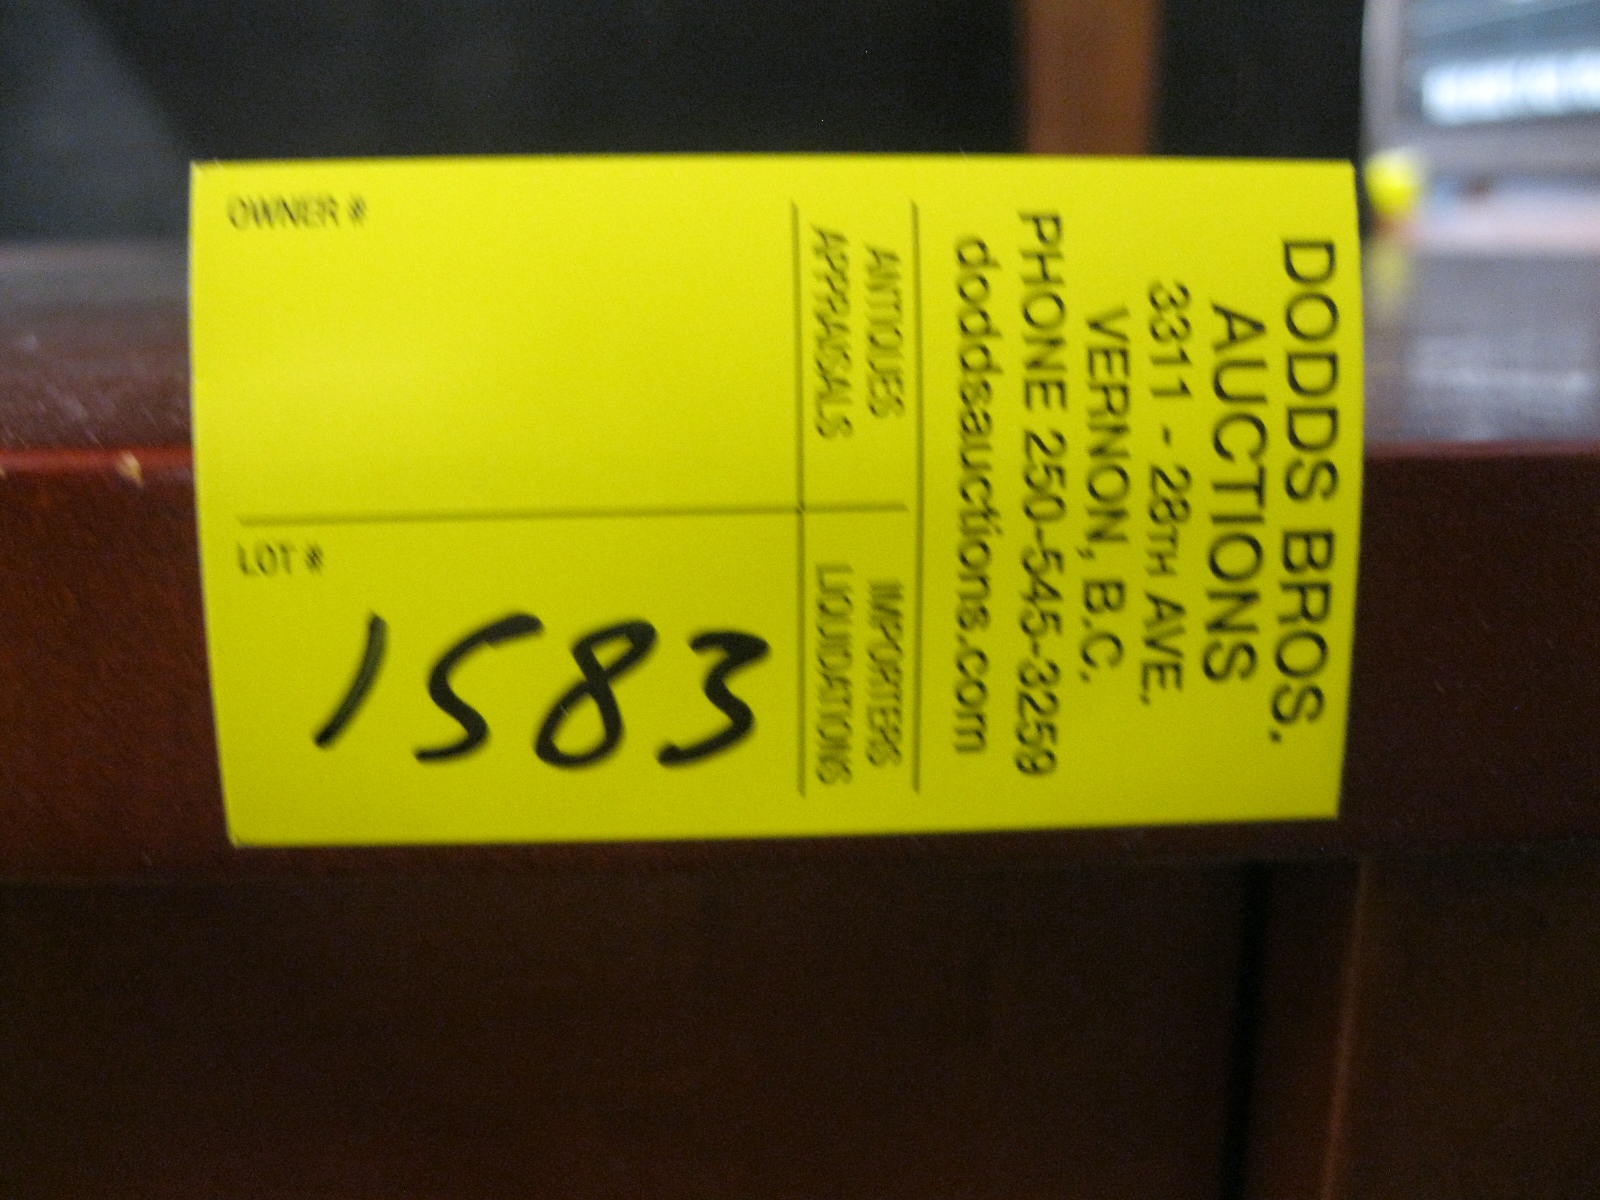 DODDS BROS.
AUCTIONS
3311 - 28TH AVE.
VERNON, B.C.
PHONE 250-545-3259
doddsauctions.com
ANTIQUES
APPRAISALS
IMPORTERS
LIQUIDATIONS
OWNER #
LOT #
1583